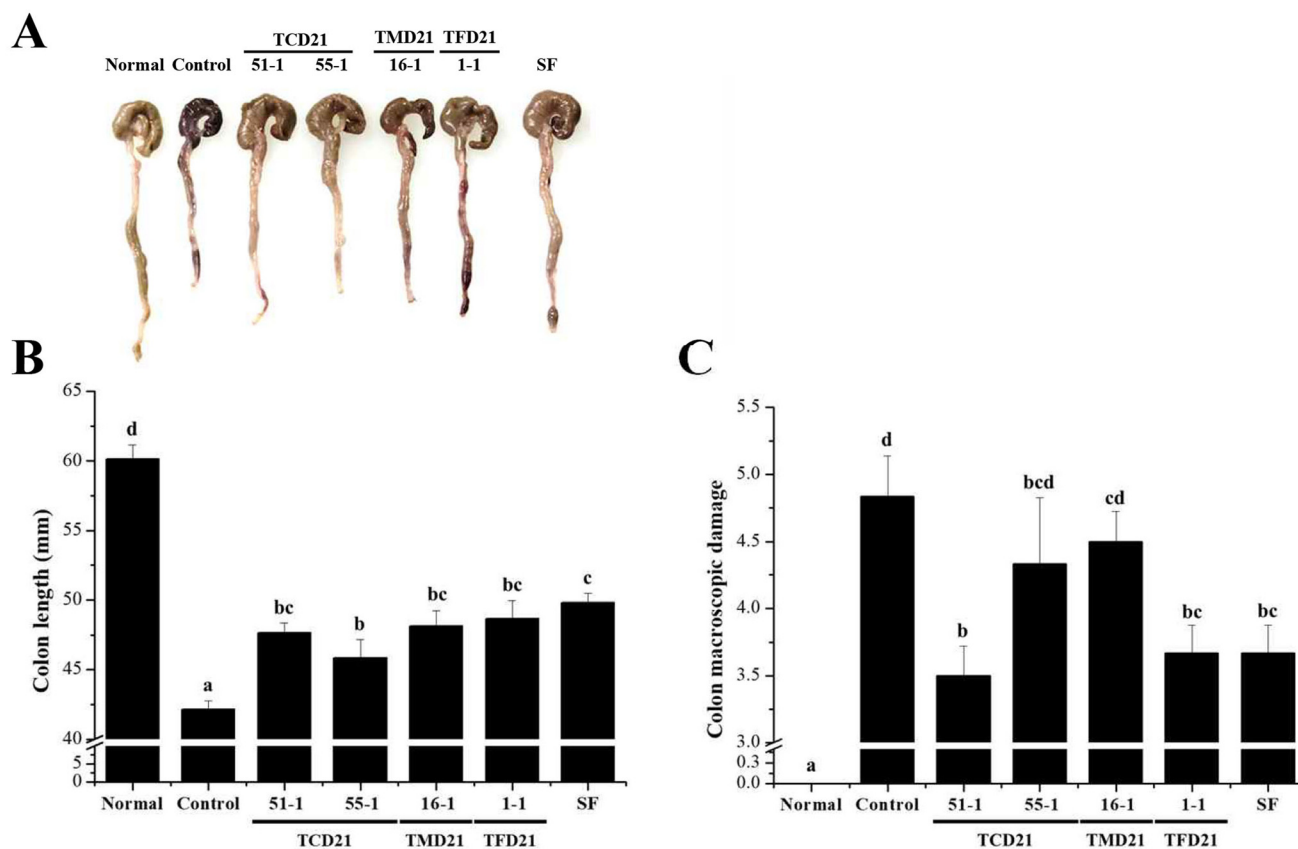 A
TCD21 TMD21 TFD21
Normal Control 51-1 55-1 16-1 1-1 SF
B
65
60
55
50
45
40
5
0
Colon length (mm)
d
a
bc
b
bc
bc
c
Normal Control 51-1 55-1 16-1 1-1 SF
TCD21 TMD21 TFD21
C
5.5
5.0
4.5
4.0
3.5
3.0
0.3
0.0
Colon macroscopic damage
a
d
b
bcd
cd
bc
bc
Normal Control 51-1 55-1 16-1 1-1 SF
TCD21 TMD21 TFD21